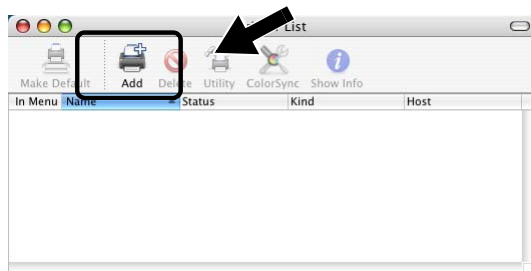 List
Make Default Add Delete Utility ColorSync Show Info
In Menu Name Status Kind Host